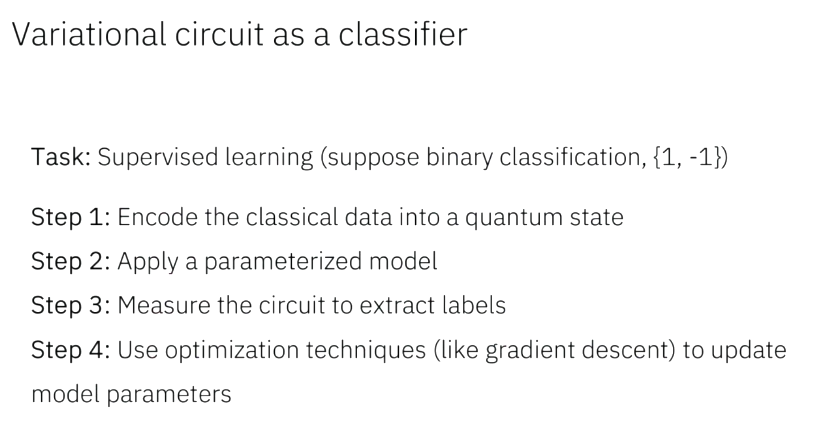 Variational circuit as a classifier
Task: Supervised learning (suppose binary classification, {1, -1})
Step 1: Encode the classical data into a quantum state
Step 2: Apply a parameterized model
Step 3: Measure the circuit to extract labels
Step 4: Use optimization techniques (like gradient descent) to update
model parameters